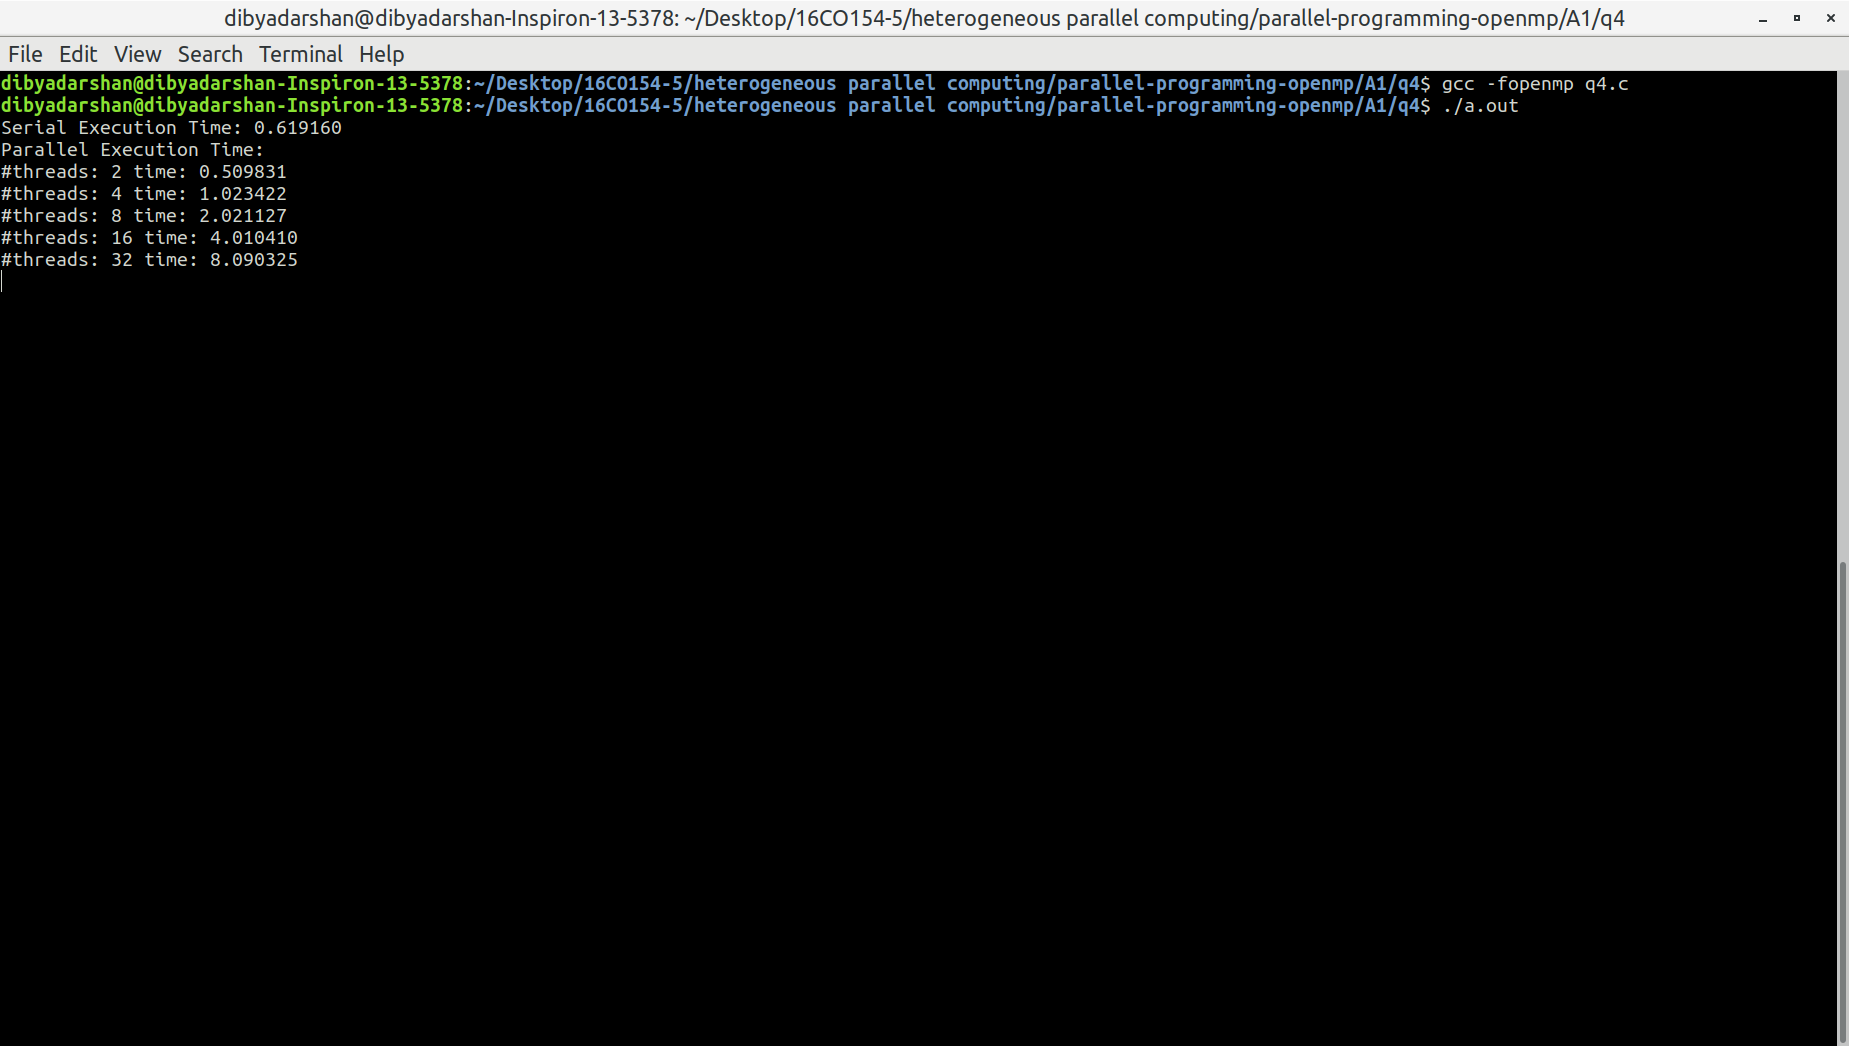 dibyadarshan@dibyadarshan-Inspiron-13-5378: ~/Desktop/16CO154-5/heterogeneous parallel computing/parallel-programming-openmp/A1/q4
File Edit View Search Terminal Help
dibyadarshan@dibyadarshan-Inspiron-13-5378:~/Desktop/16CO154-5/heterogeneous parallel computing/parallel-programming-openmp/A1/q4$ gcc -fopenmp q4.c
dibyadarshan@dibyadarshan-Inspiron-13-5378:~/Desktop/16CO154-5/heterogeneous parallel computing/parallel-programming-openmp/A1/q4$ ./a.out
Serial Execution Time: 0.619160
Parallel Execution Time:
#threads: 2 time: 0.509831
#threads: 4 time: 1.023422
#threads: 8 time: 2.021127
#threads: 16 time: 4.010410
#threads: 32 time: 8.090325